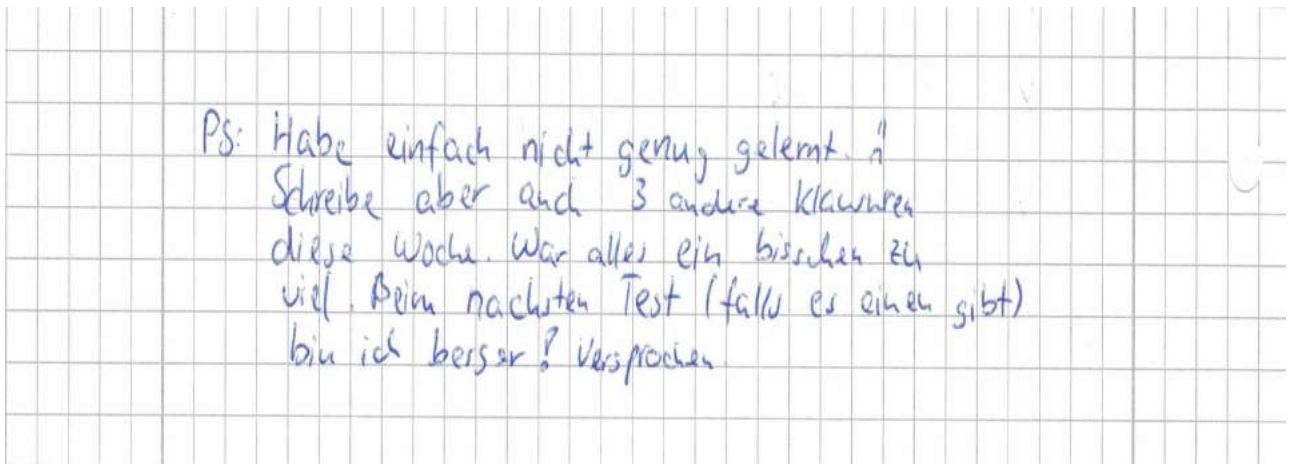 PS: Habe einfach nicht genug gelernt.
Schreibe aber auch 3 andere Klausuren
diese Woche. War alles ein bisschen zu
viel. Beim nächsten Test (falls es einen gibt)
bin ich besser! Versprochen